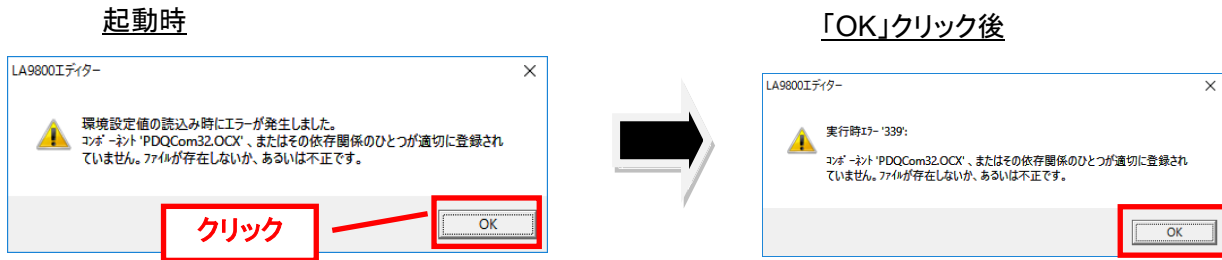 起動時
LA9800エディター
環境設定値の読込み時にエラーが発生しました。
コンポーネント 'PDQCom32.OCX' 、またはその依存関係のひとつが適切に登録され
ていません。ファイルが存在しないか、あるいは不正です。
クリック
OK
「OK」クリック後
LA9800エディター
実行時エラー '339':
コンポーネント 'PDQCom32.OCX' 、またはその依存関係のひとつが適切に登録され
ていません。ファイルが存在しないか、あるいは不正です。
OK